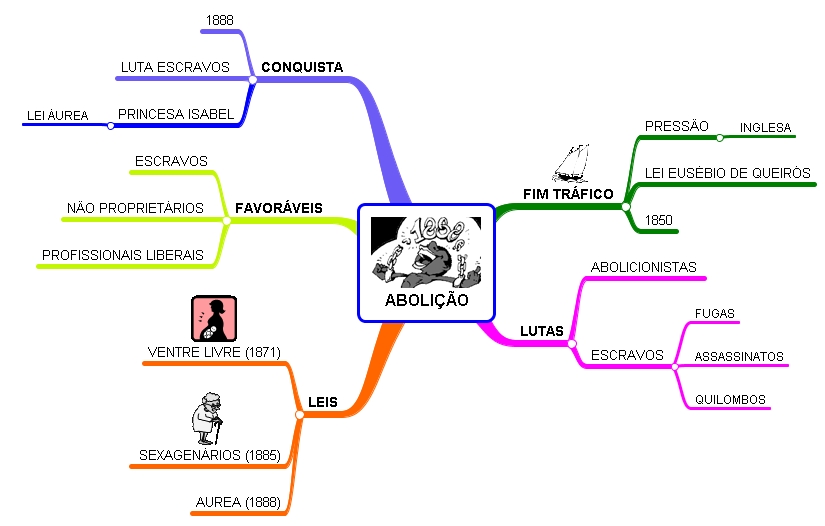 1888
LUTA ESCRAVOS
CONQUISTA
LEI ÁUREA
PRINCESA ISABEL
ESCRAVOS
NÃO PROPRIETÁRIOS
FAVORÁVEIS
PROFISSIONAIS LIBERAIS
VENTRE LIVRE (1871)
LEIS
SEXAGENÁRIOS (1885)
AUREA (1888)
ABOLIÇÃO
PRESSÃO
INGLESA
FIM TRÁFICO
LEI EUSÉBIO DE QUEIRÓS
1850
ABOLICIONISTAS
LUTAS
ESCRAVOS
FUGAS
ASSASSINATOS
QUILOMBOS